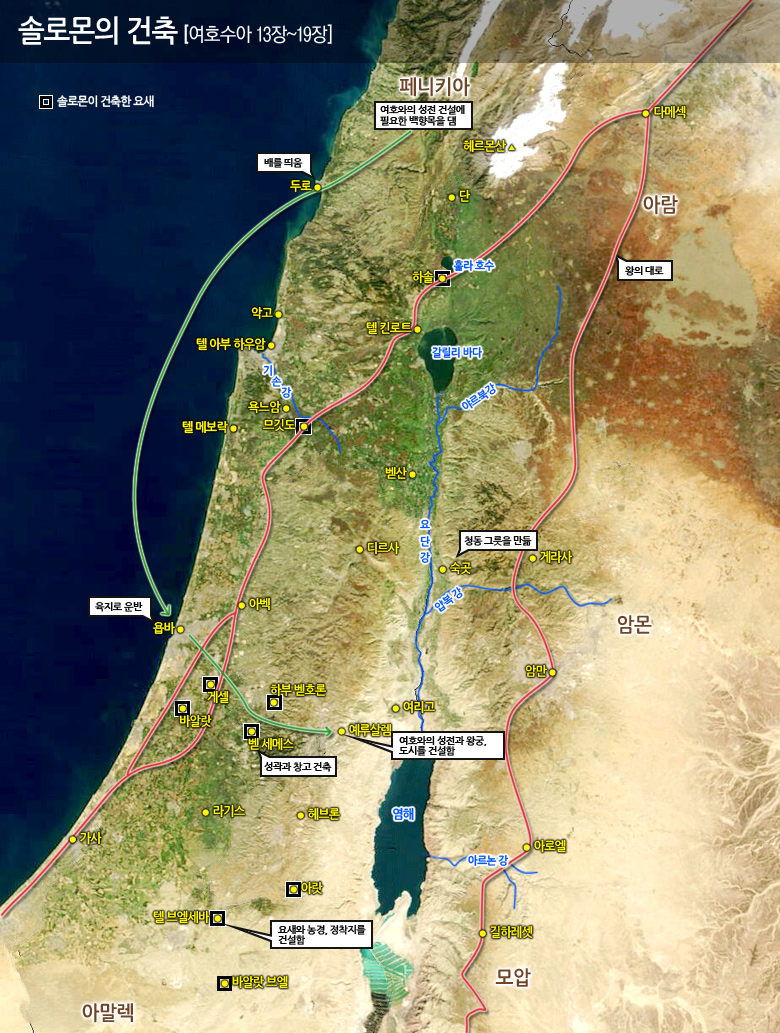 솔로몬의 건축 [여호수아 13장~19장]
솔로몬이 건축한 요새
페니키아
여호와의 성전 건설에
필요한 백향목을 댐
다메섹
헤르몬산
배를 띄움
두로
단
아람
훌라 호수
하솔
왕의 대로
악고
텔 킨로트
텔 아부 하우암
갈릴리 바다
기손강
야르묵강
욕느암
므깃도
텔 메보락
벧산
요단강
청동 그릇을 만듦
디르사
게라사
숙곳
압복강
육지로 운반
아벡
욥바
암몬
암만
게셀
하부 벧호론
바알랏
여리고
예루살렘
벧세메스
여호와의 성전과 왕궁,
도시를 건설함
성곽과 창고 건축
라기스
헤브론
염해
가사
아로엘
아르논 강
아랏
텔 브엘세바
요새와 농경, 정착지를
건설함
길하레셋
모압
바알랏 브엘
아말렉